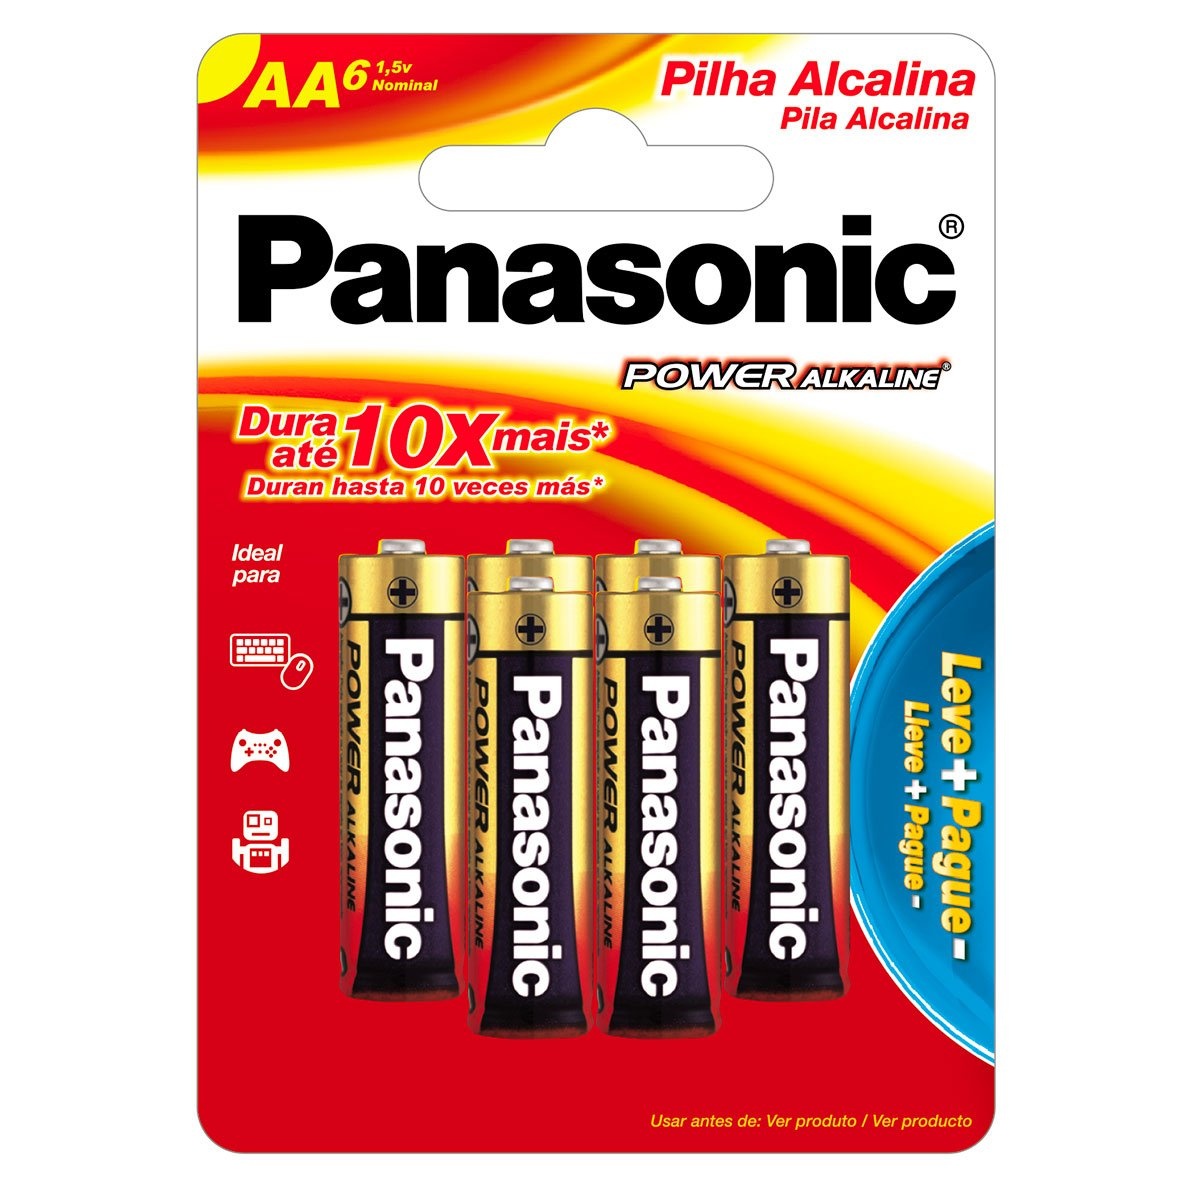 AA6 1,5v
Nominal
Pilha Alcalina
Pila Alcalina
Panasonic®
POWER ALKALINE®
Dura
até 10X mais*
Duran hasta 10 veces más*
Ideal
para
Panasonic
POWER ALKALINE
Panasonic
POWER ALKALINE
Panasonic
POWER ALKALINE
Panasonic
POWER ALKALINE
Leve + Pague -
Lleve + Pague -
Usar antes de: Ver produto / Ver producto